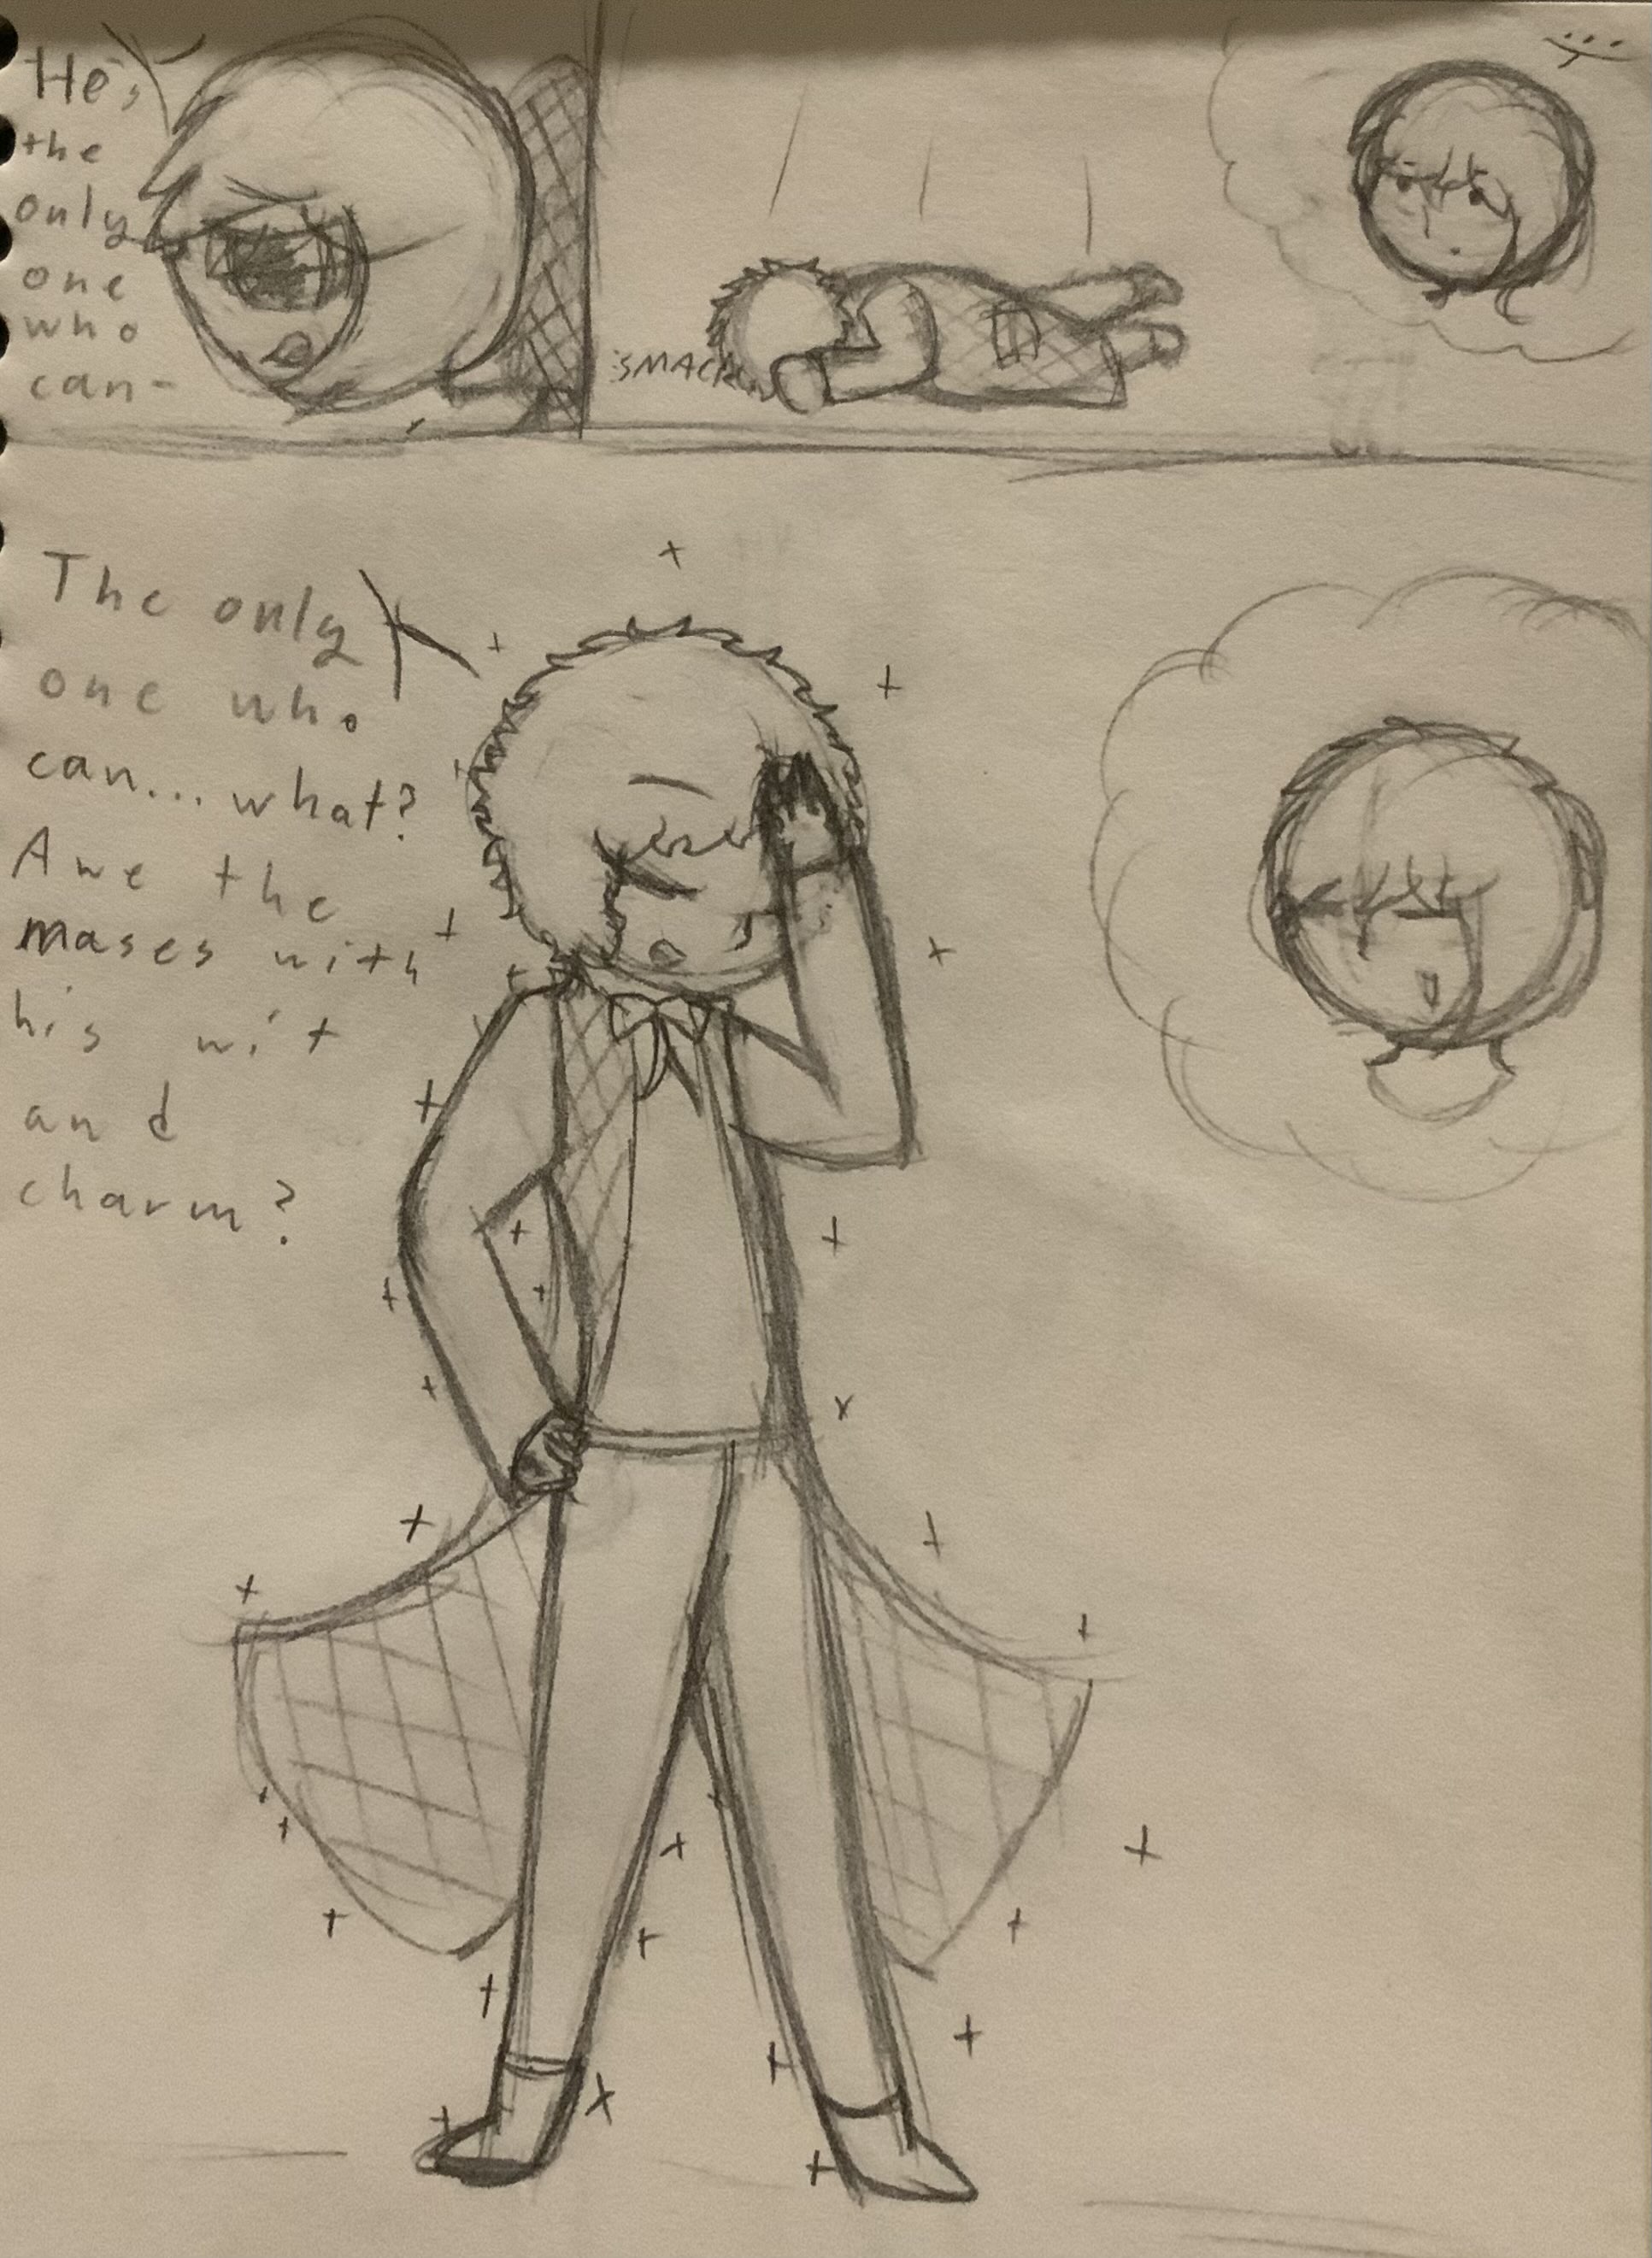 He's
the
only
one
who
can-
SMACK
...
The only
one who
can... what?
Awe the
mases with
his wit
and
charm?